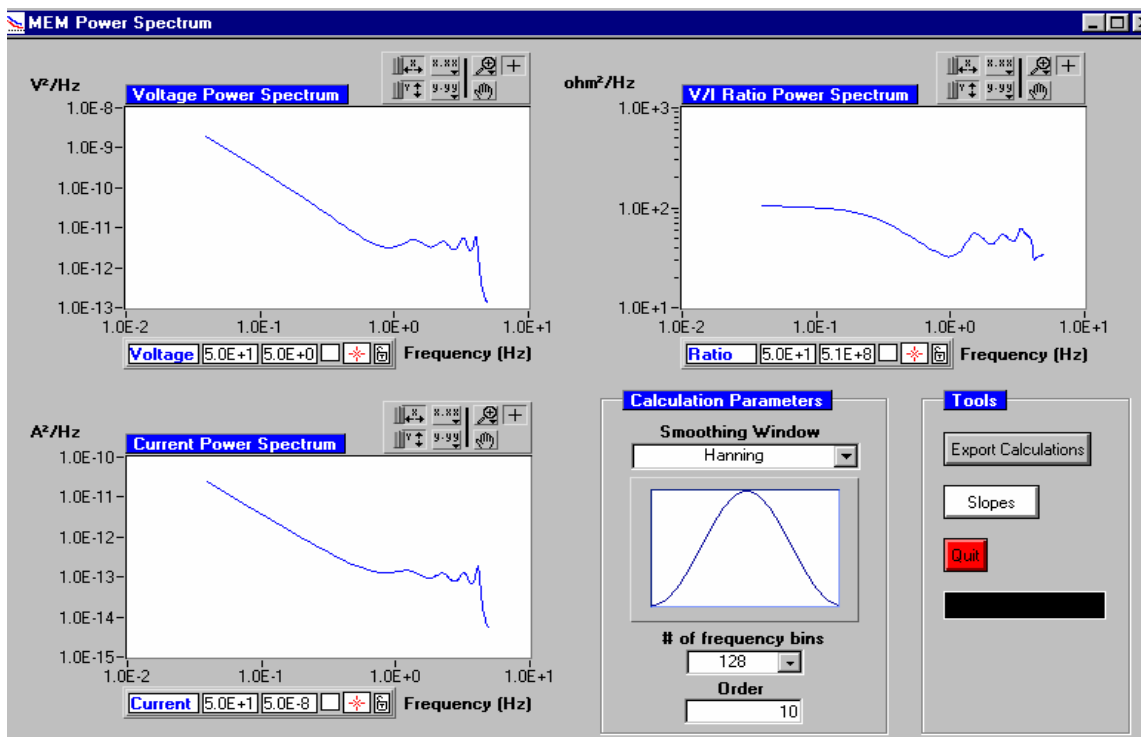 MEM Power Spectrum
V²/Hz
Voltage Power Spectrum
1.0E-8
1.0E-9
1.0E-10
1.0E-11
1.0E-12
1.0E-13
1.0E-2 1.0E-1 1.0E+0 1.0E+1
Voltage 5.0E+1 5.0E+0 Frequency (Hz)
ohm²/Hz
V/I Ratio Power Spectrum
1.0E+3
1.0E+2
1.0E+1
1.0E-2 1.0E-1 1.0E+0 1.0E+1
Ratio 5.0E+1 5.1E+8 Frequency (Hz)
A²/Hz
Current Power Spectrum
1.0E-10
1.0E-11
1.0E-12
1.0E-13
1.0E-14
1.0E-15
1.0E-2 1.0E-1 1.0E+0 1.0E+1
Current 5.0E+1 5.0E-8 Frequency (Hz)
Calculation Parameters
Smoothing Window
Hanning
# of frequency bins
128
Order
10
Tools
Export Calculations
Slopes
Quit